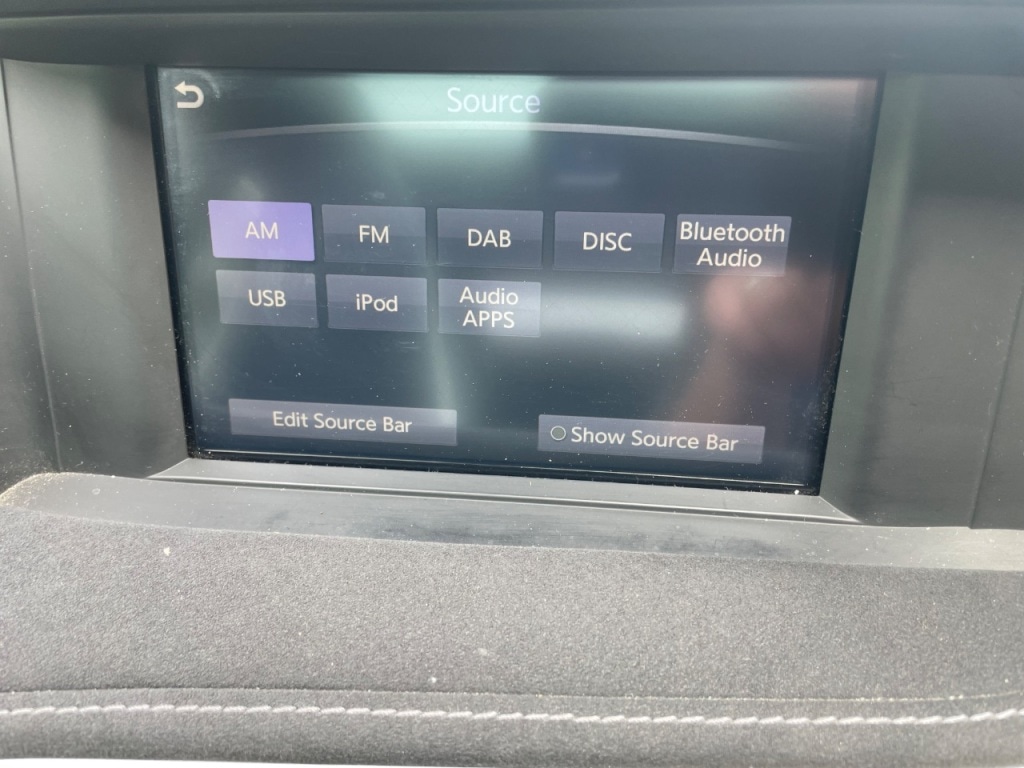 Source
AM
FM
DAB
DISC
Bluetooth
Audio
USB
iPod
Audio
APPS
Edit Source Bar
Show Source Bar